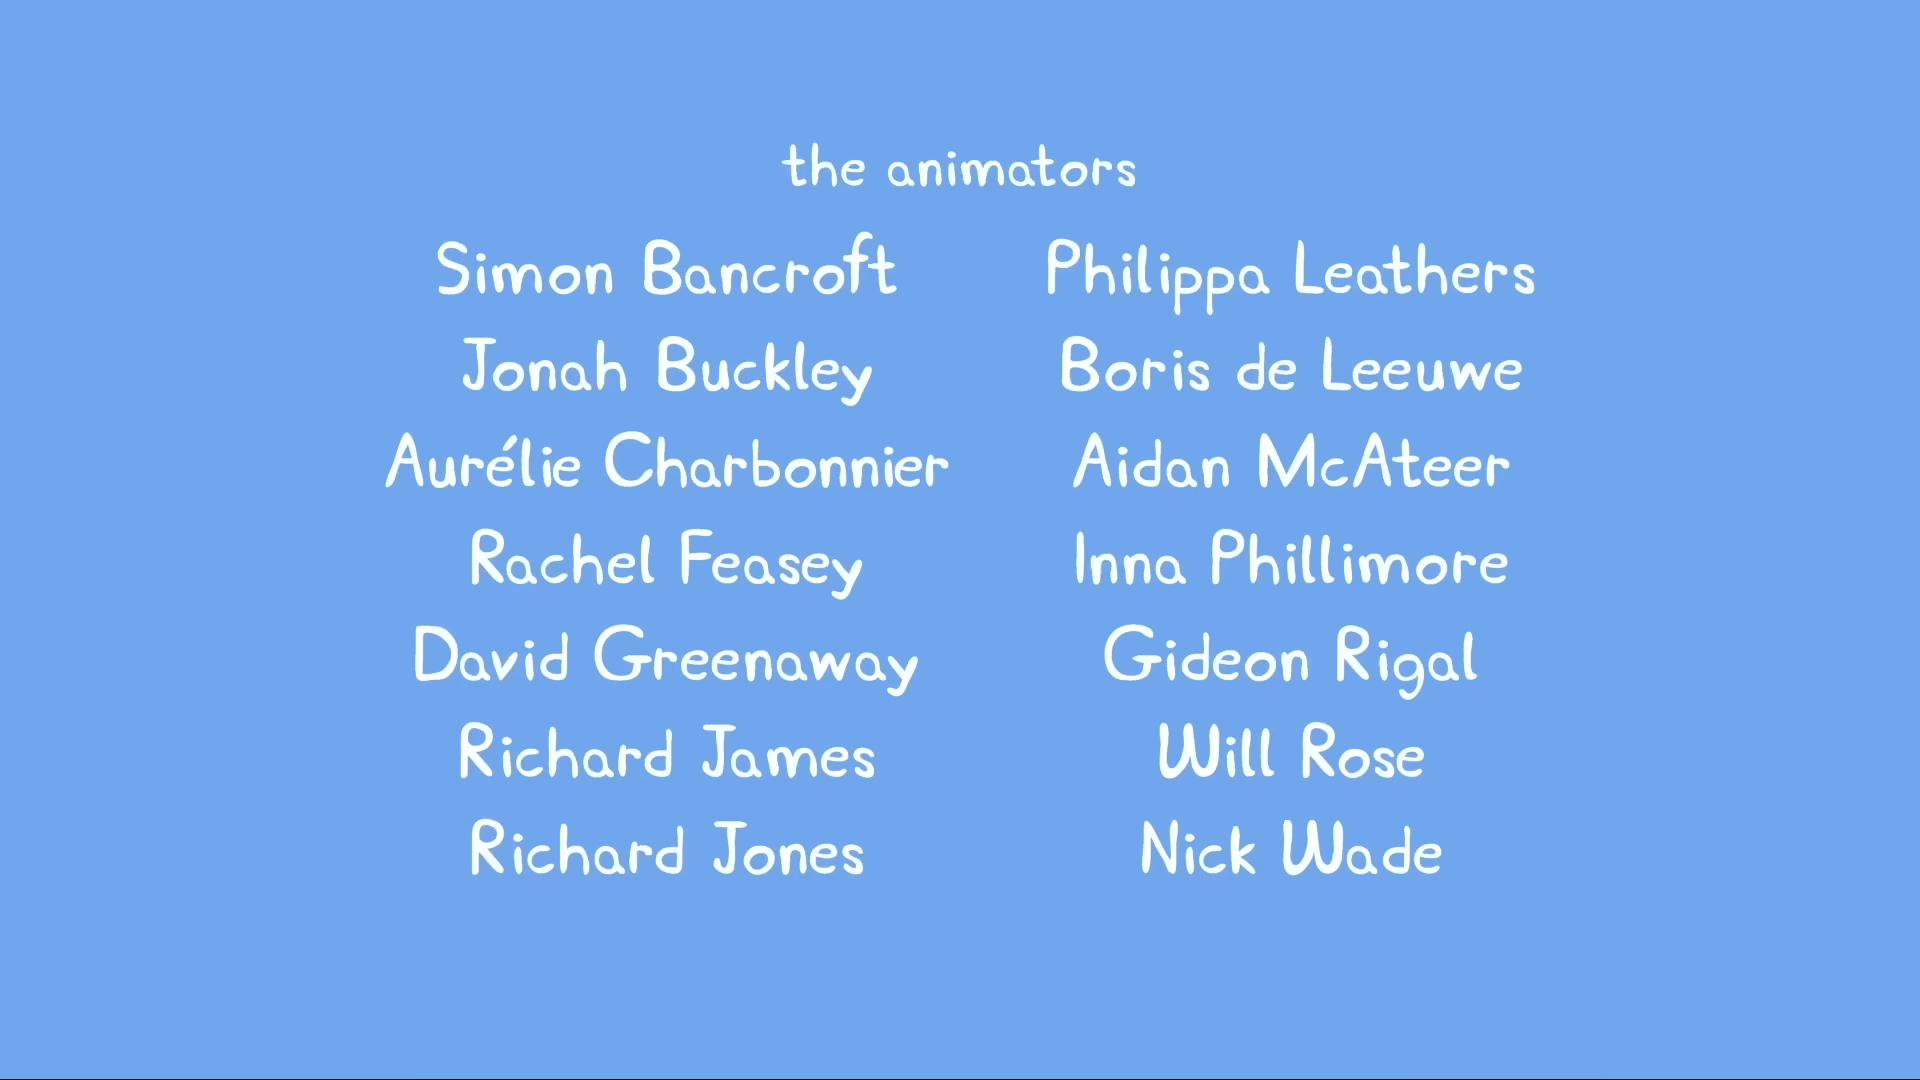 the animators
Simon Bancroft
Jonah Buckley
Aurélie Charbonnier
Rachel Feasey
David Greenaway
Richard James
Richard Jones
Philippa Leathers
Boris de Leeuwe
Aidan McAteer
Inna Phillimore
Gideon Rigal
Will Rose
Nick Wade